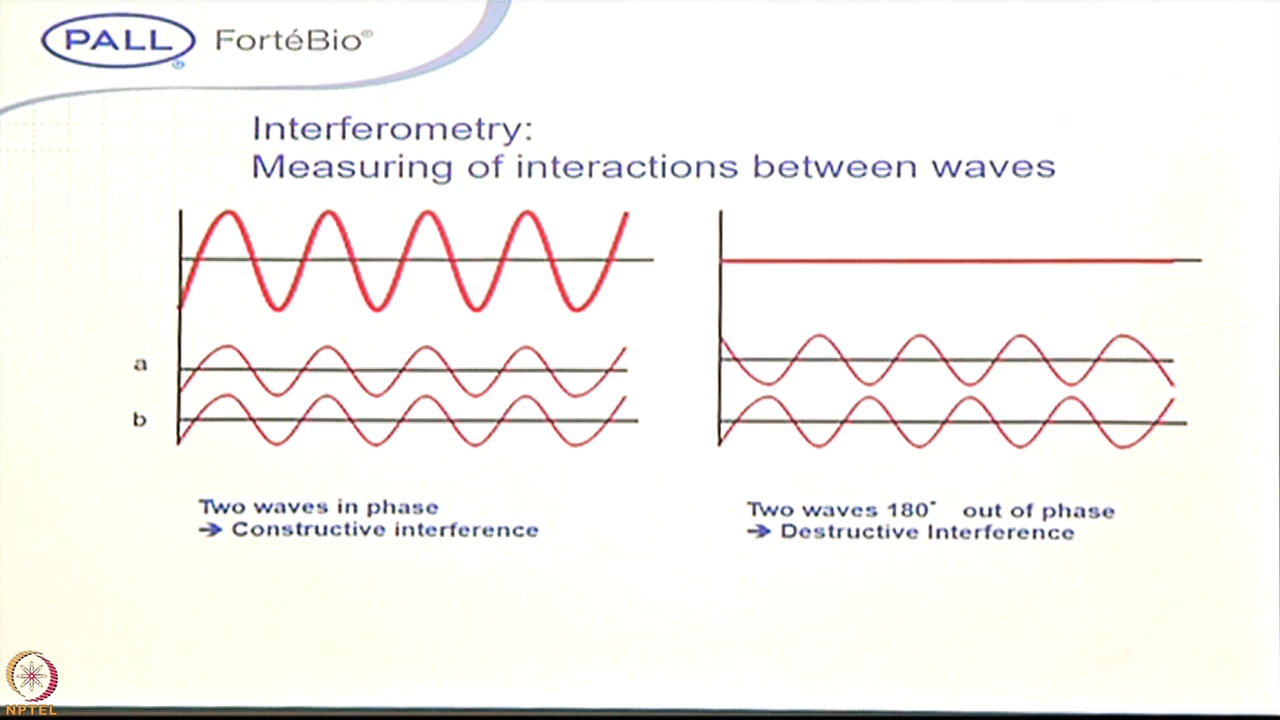 PALL
®
FortéBio®
Interferometry:
Measuring of interactions between waves
a
b
Two waves in phase
→ Constructive interference
Two waves 180° out of phase
→ Destructive Interference
NPTEL